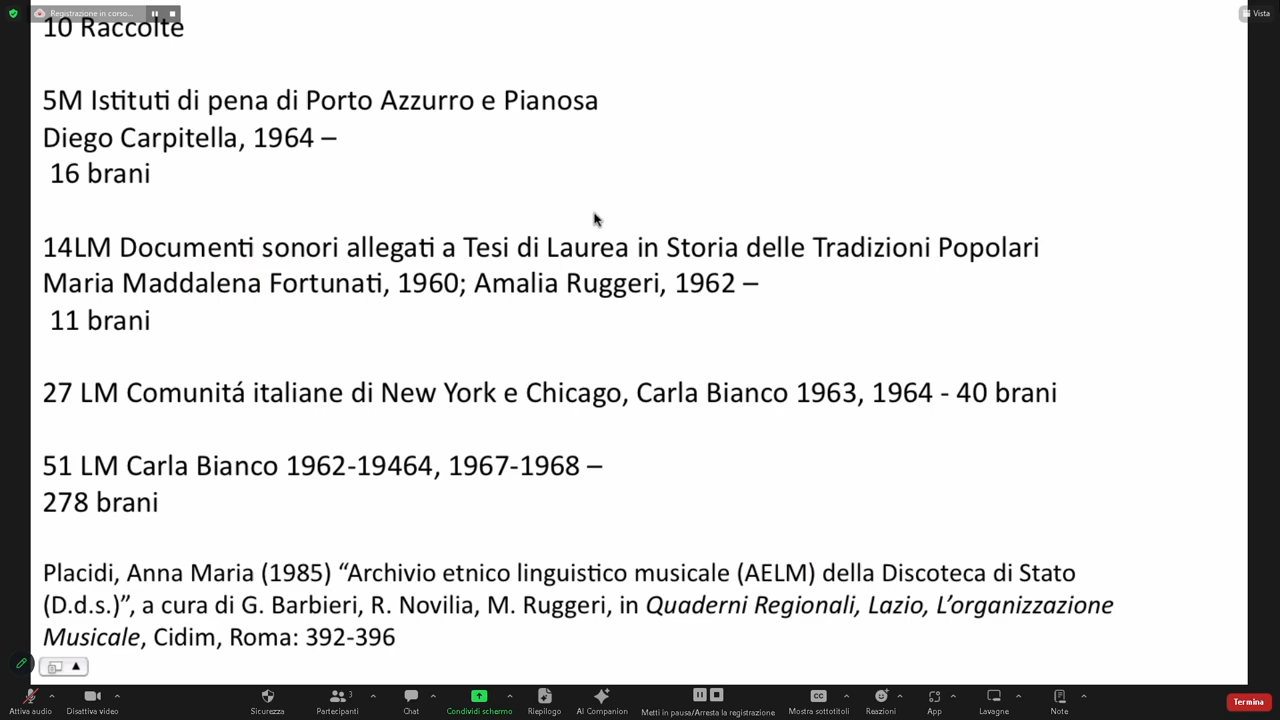 Registrazione in corso...
Vista
10 Raccolte
5M Istituti di pena di Porto Azzurro e Pianosa
Diego Carpitella, 1964 –
16 brani
14LM Documenti sonori allegati a Tesi di Laurea in Storia delle Tradizioni Popolari
Maria Maddalena Fortunati, 1960; Amalia Ruggeri, 1962 –
11 brani
27 LM Comunitá italiane di New York e Chicago, Carla Bianco 1963, 1964 - 40 brani
51 LM Carla Bianco 1962-19464, 1967-1968 –
278 brani
Placidi, Anna Maria (1985) “Archivio etnico linguistico musicale (AELM) della Discoteca di Stato
(D.d.s.)”, a cura di G. Barbieri, R. Novilia, M. Ruggeri, in Quaderni Regionali, Lazio, L’organizzazione
Musicale, Cidim, Roma: 392-396
Attiva audio
Disattiva video
Sicurezza
3
Partecipanti
Chat
Condividi schermo
Riepilogo
AI Companion
Metti in pausa/Arresta la registrazione
CC
Mostra sottotitoli
Reazioni
App
Lavagne
Note
Termina